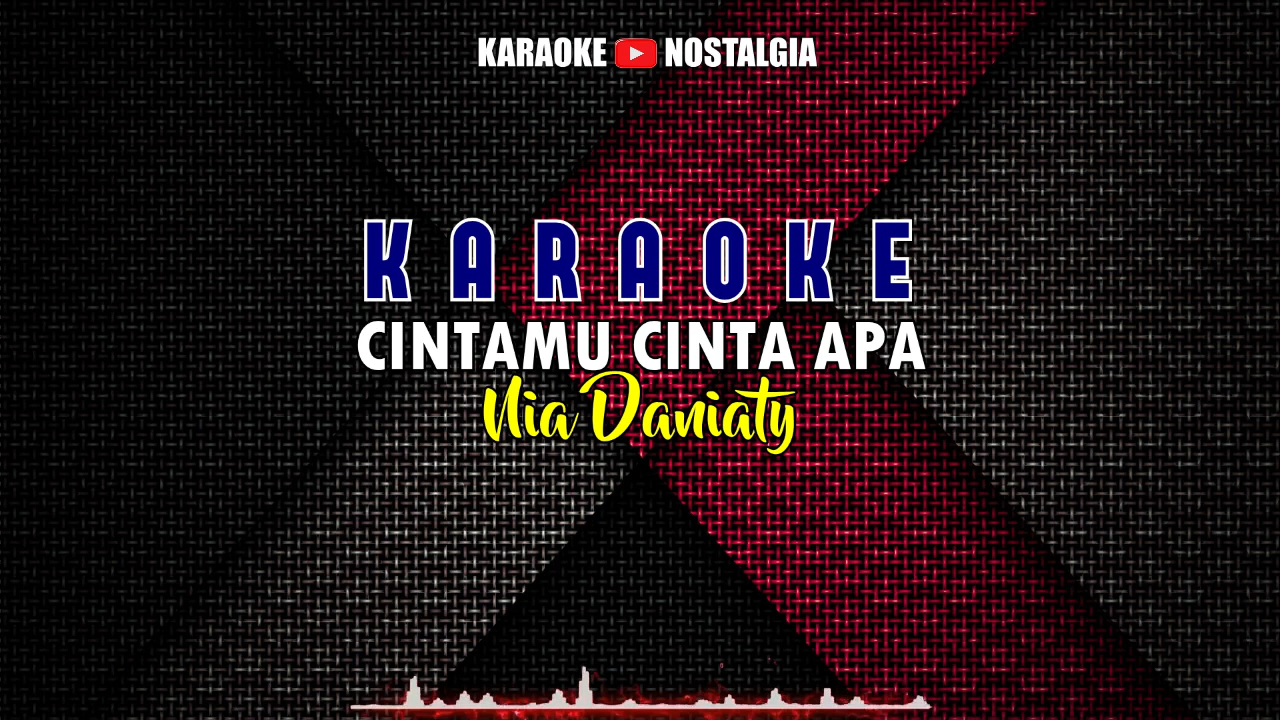 KARAOKE NOSTALGIA
KARAOKE
CINTAMU CINTA APA
Nia Daniaty